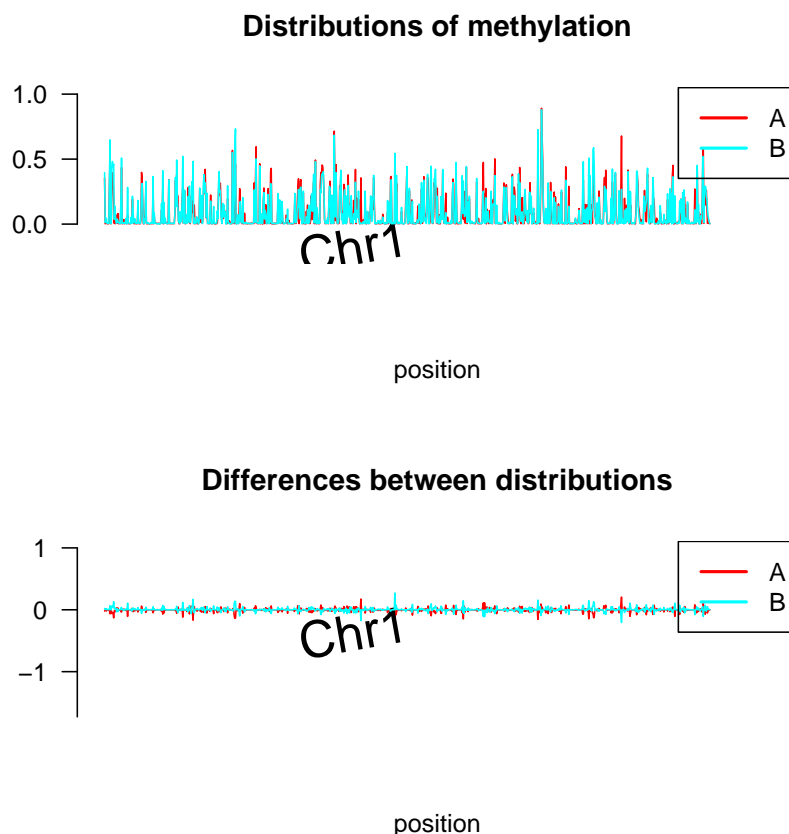 Distributions of methylation
1.0
0.5
0.0
A
B
Chr1
position
Differences between distributions
1
0
−1
A
B
Chr1
position